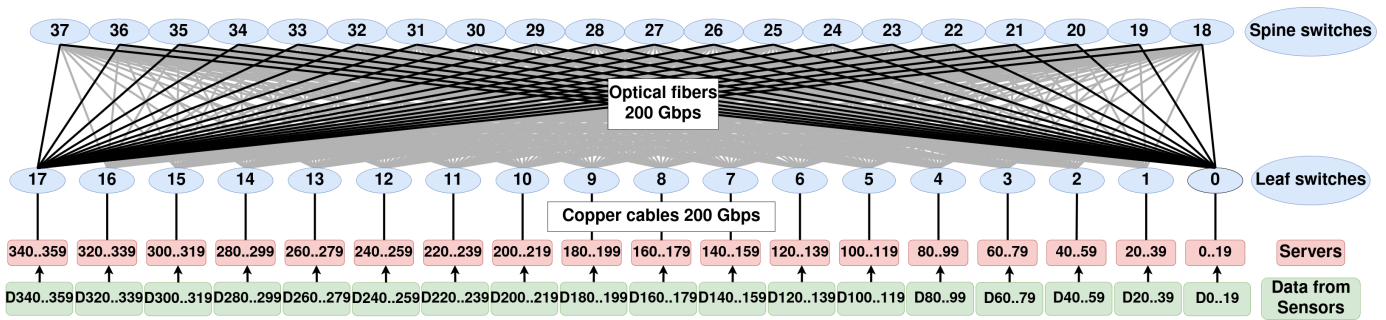 37 36 35 34 33 32 31 30 29 28 27 26 25 24 23 22 21 20 19 18 Spine switches
Optical fibers
200 Gbps
17 16 15 14 13 12 11 10 9 8 7 6 5 4 3 2 1 0 Leaf switches
Copper cables 200 Gbps
340..359 320..339 300..319 280..299 260..279 240..259 220..239 200..219 180..199 160..179 140..159 120..139 100..119 80..99 60..79 40..59 20..39 0..19 Servers
D340..359 D320..339 D300..319 D280..299 D260..279 D240..259 D220..239 D200..219 D180..199 D160..179 D140..159 D120..139 D100..119 D80..99 D60..79 D40..59 D20..39 D0..19 Data from
Sensors